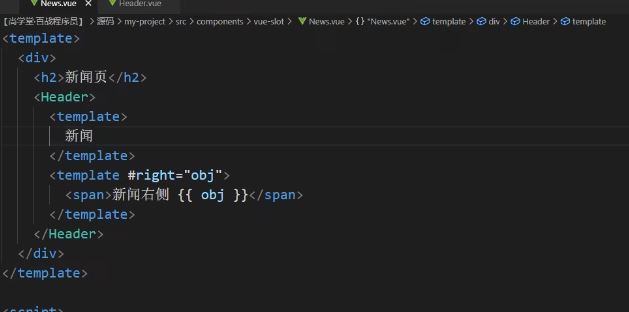 News.vue × Header.vue
[尚学堂·百战程序员] > 源码 > my-project > src > components > vue-slot > News.vue > {} "News.vue" > template > div > Header > template
<template>
<div>
<h2>新闻页</h2>
<Header>
<template>
新闻
</template>
<template #right="obj">
<span>新闻右侧 {{ obj }}</span>
</template>
</Header>
</div>
</template>
<script>